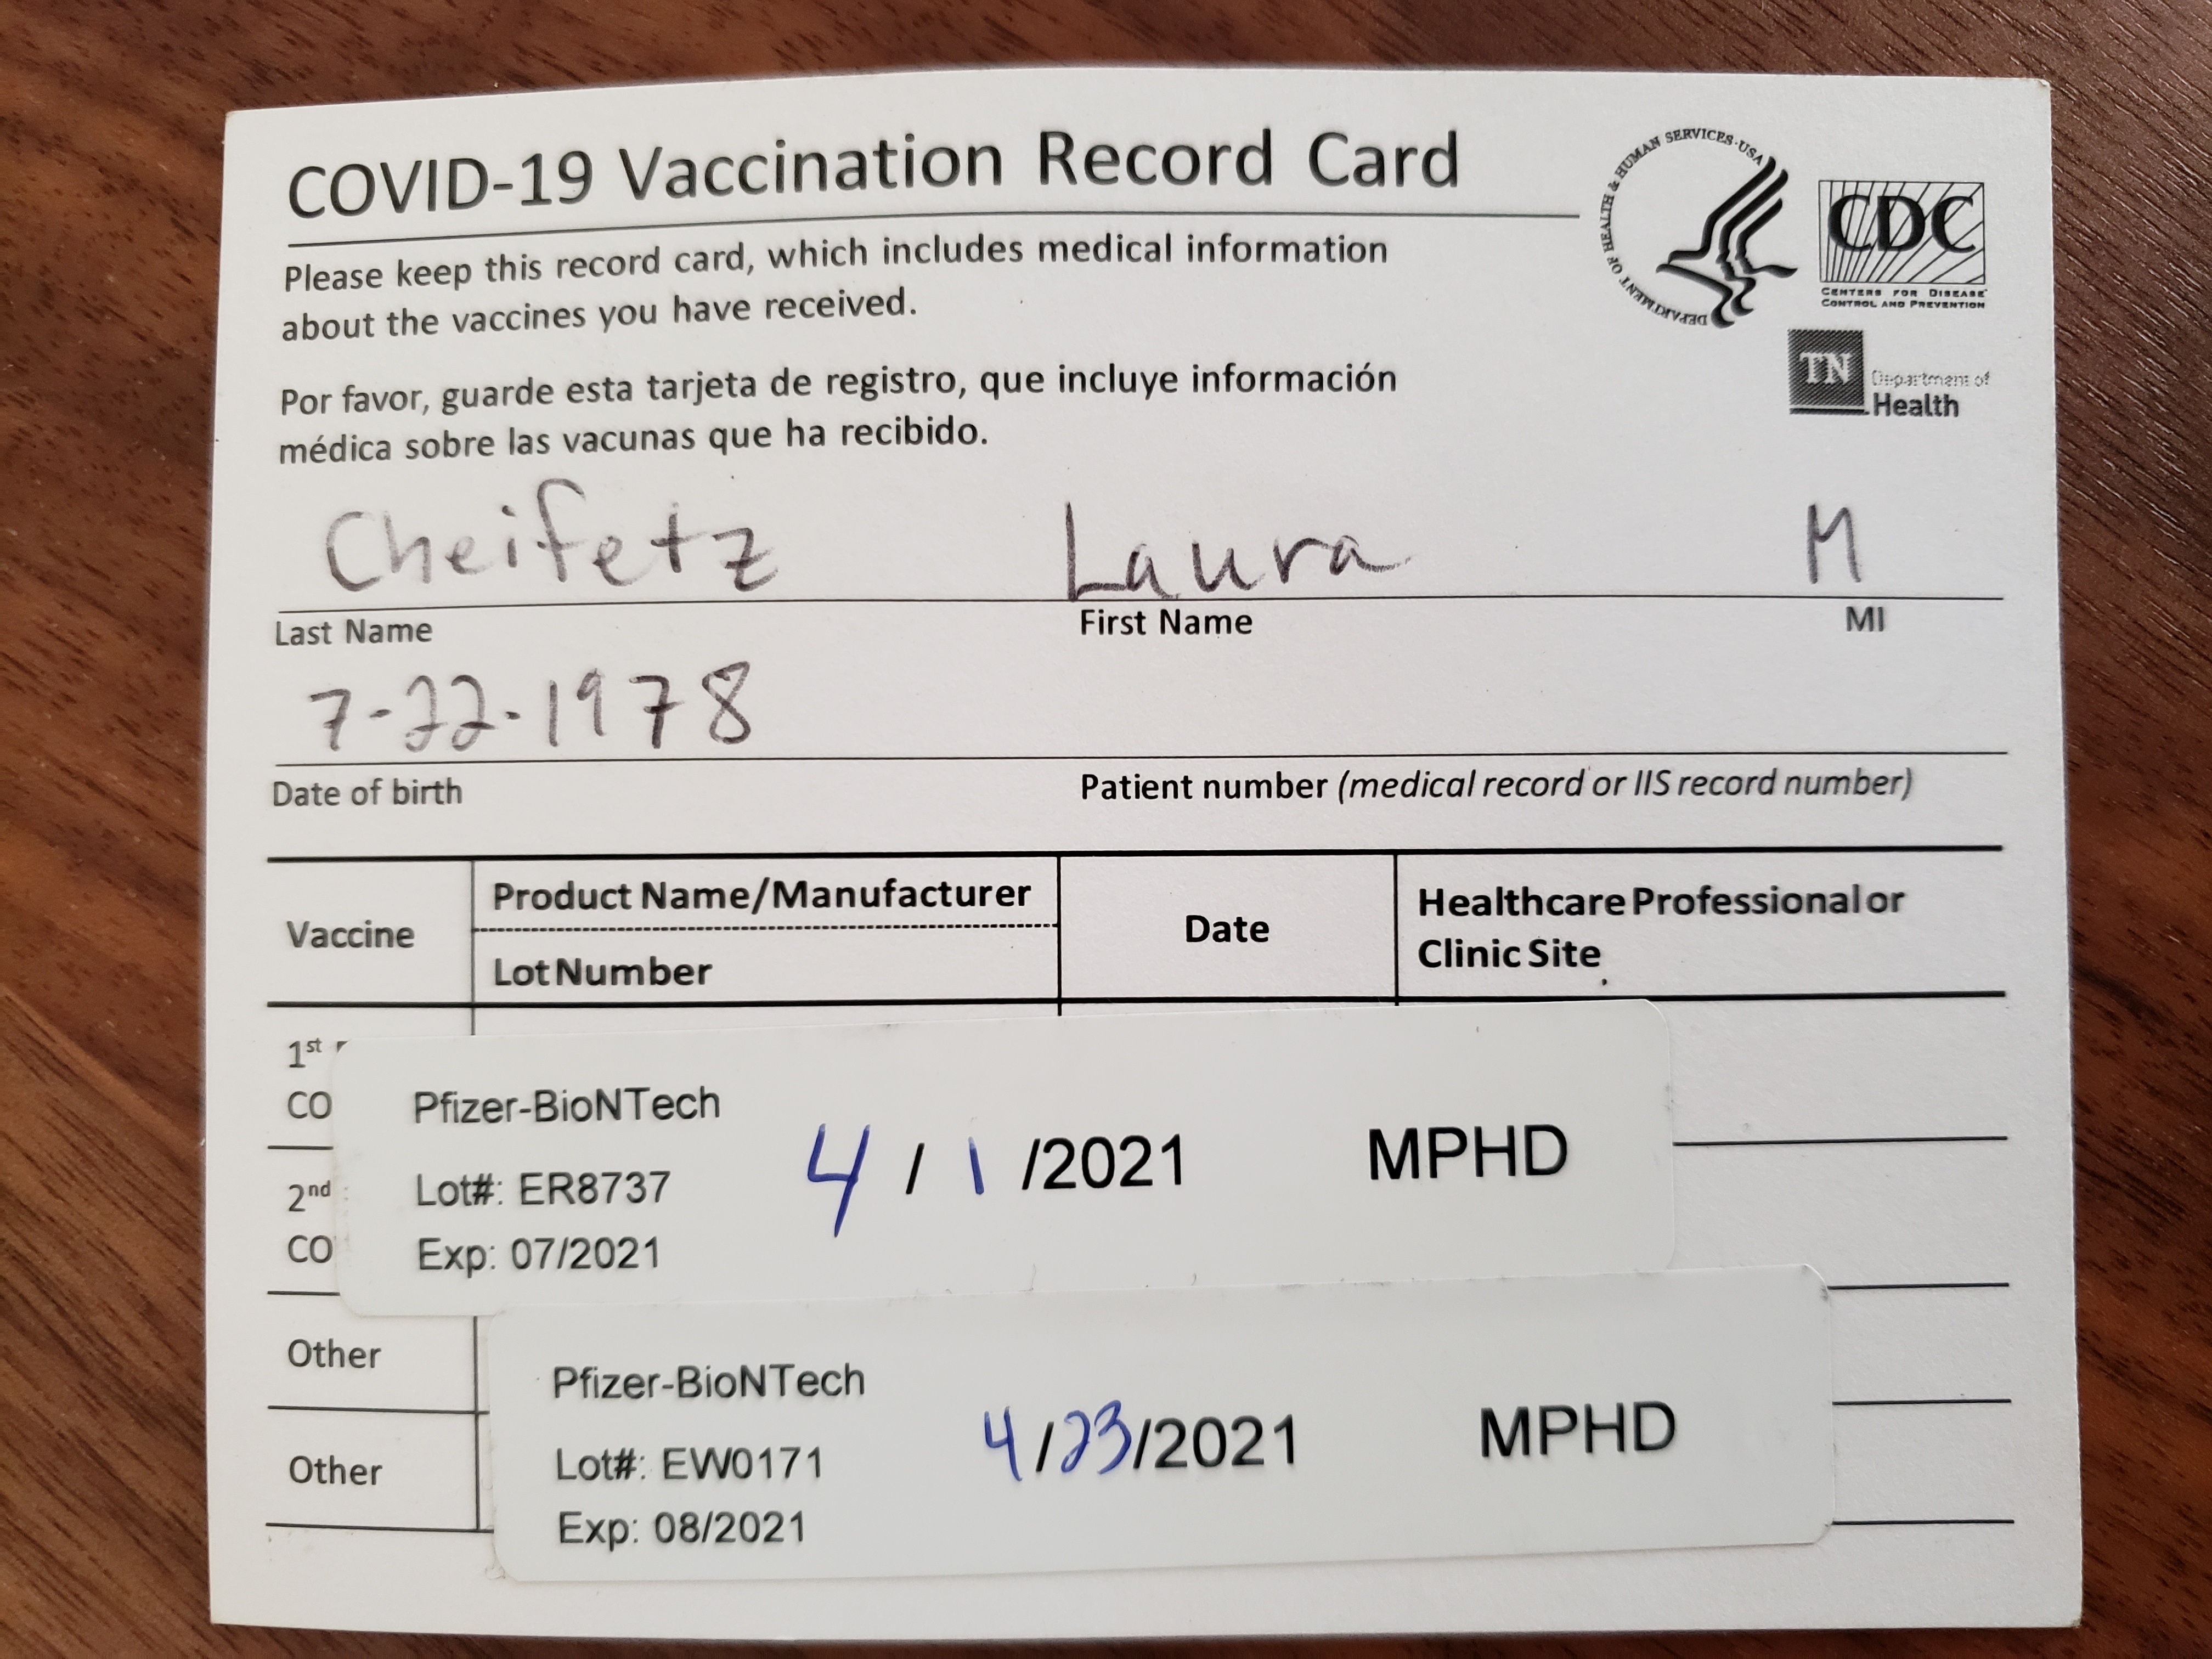 COVID-19 Vaccination Record Card
Please keep this record card, which includes medical information
about the vaccines you have received.
Por favor, guarde esta tarjeta de registro, que incluye información
médica sobre las vacunas que ha recibido.
DEPARTMENT OF HEALTH & HUMAN SERVICES·USA
CDC
CENTERS FOR DISEASE
CONTROL AND PREVENTION
TN Department of
Health
Cheifetz Laura M
Last Name First Name MI
7-22-1978
Date of birth Patient number (medical record or IIS record number)
Vaccine Product Name/Manufacturer Date Healthcare Professional or
Lot Number Clinic Site
1st
CO
Pfizer-BioNTech
Lot#: ER8737 4/1/2021 MPHD
Exp: 07/2021
2nd
CO
Other
Pfizer-BioNTech
Lot#: EW0171 4/23/2021 MPHD
Exp: 08/2021
Other